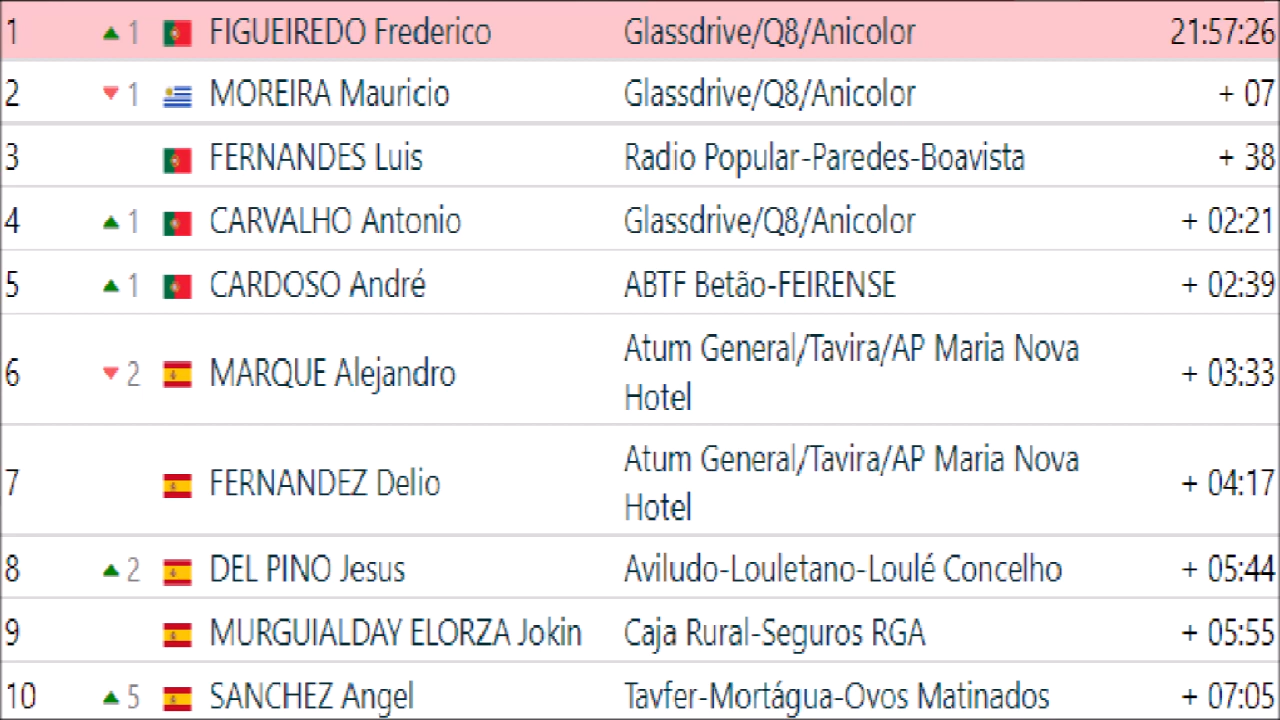 1 ▲ 1 FIGUEIREDO Frederico Glassdrive/Q8/Anicolor 21:57:26
2 ▼ 1 MOREIRA Mauricio Glassdrive/Q8/Anicolor + 07
3 FERNANDES Luis Radio Popular-Paredes-Boavista + 38
4 ▲ 1 CARVALHO Antonio Glassdrive/Q8/Anicolor + 02:21
5 ▲ 1 CARDOSO André ABTF Betão-FEIRENSE + 02:39
6 ▼ 2 MARQUE Alejandro Atum General/Tavira/AP Maria Nova + 03:33
Hotel
7 FERNANDEZ Delio Atum General/Tavira/AP Maria Nova + 04:17
Hotel
8 ▲ 2 DEL PINO Jesus Aviludo-Louletano-Loulé Concelho + 05:44
9 MURGUIALDAY ELORZA Jokin Caja Rural-Seguros RGA + 05:55
10 ▲ 5 SANCHEZ Angel Tavfer-Mortágua-Ovos Matinados + 07:05